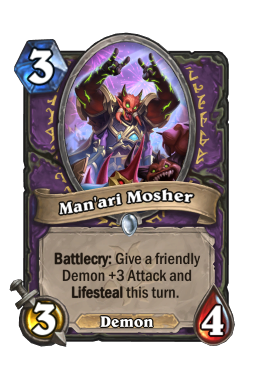 3
Man'ari Mosher
Battlecry: Give a friendly
Demon +3 Attack and
Lifesteal this turn.
3
Demon
4